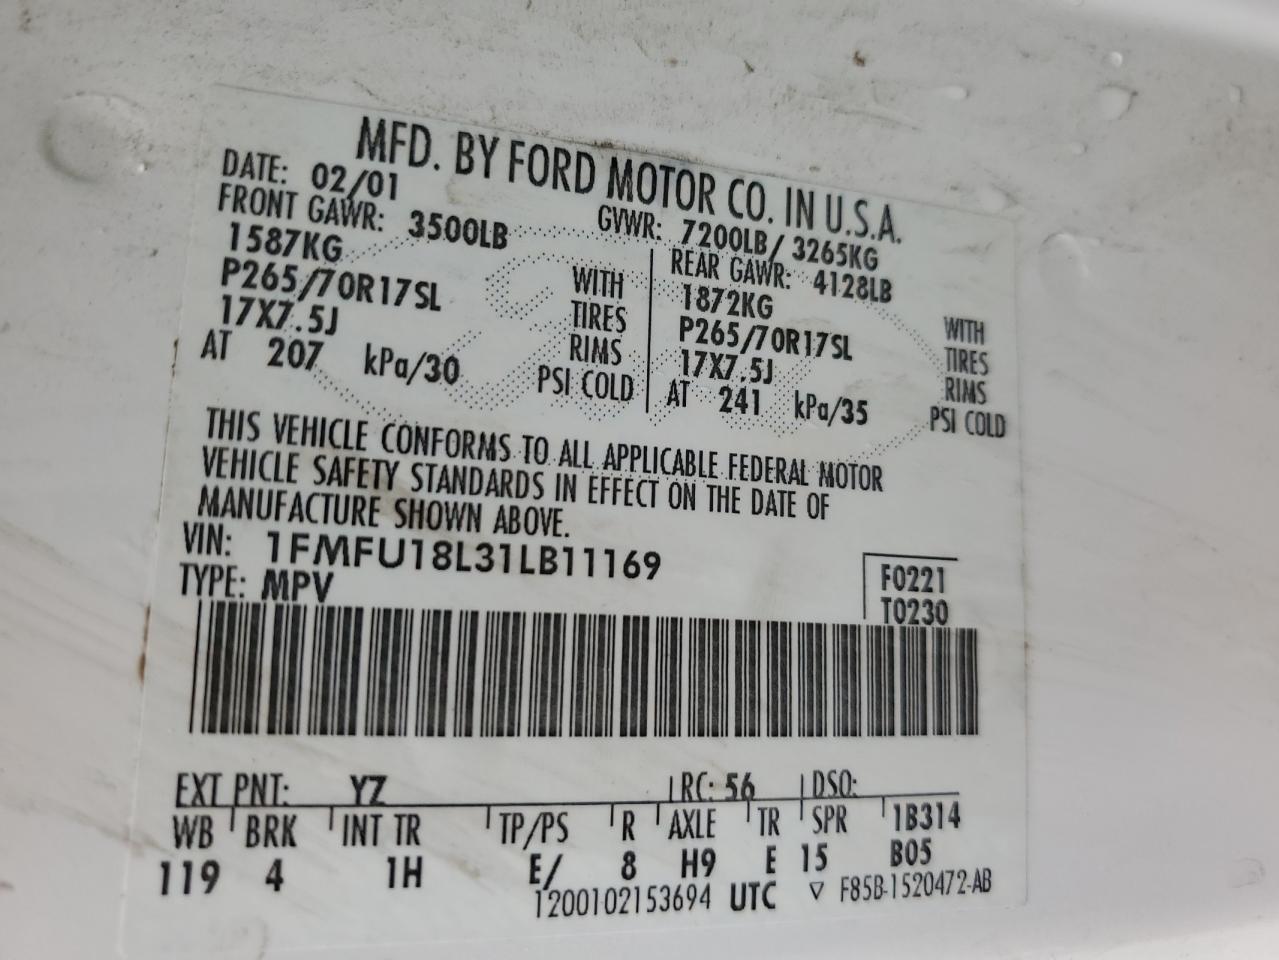 MFD. BY FORD MOTOR CO. IN U.S.A.
DATE: 02/01 GVWR: 7200LB/ 3265KG
FRONT GAWR: 3500LB REAR GAWR: 4128LB
1587KG WITH 1872KG WITH
P265/70R17SL TIRES P265/70R17SL TIRES
17X7.5J RIMS 17X7.5J RIMS
AT 207 kPa/30 PSI COLD AT 241 kPa/35 PSI COLD
THIS VEHICLE CONFORMS TO ALL APPLICABLE FEDERAL MOTOR
VEHICLE SAFETY STANDARDS IN EFFECT ON THE DATE OF
MANUFACTURE SHOWN ABOVE.
VIN: 1FMFU18L31LB11169 F0221
TYPE: MPV T0230
EXT PNT: YZ RC: 56 DSO:
WB BRK INT TR TP/PS R AXLE TR SPR 1B314
119 4 1H E/ 8 H9 E 15 B05
1200102153694 UTC ▽ F85B-1520472-AB